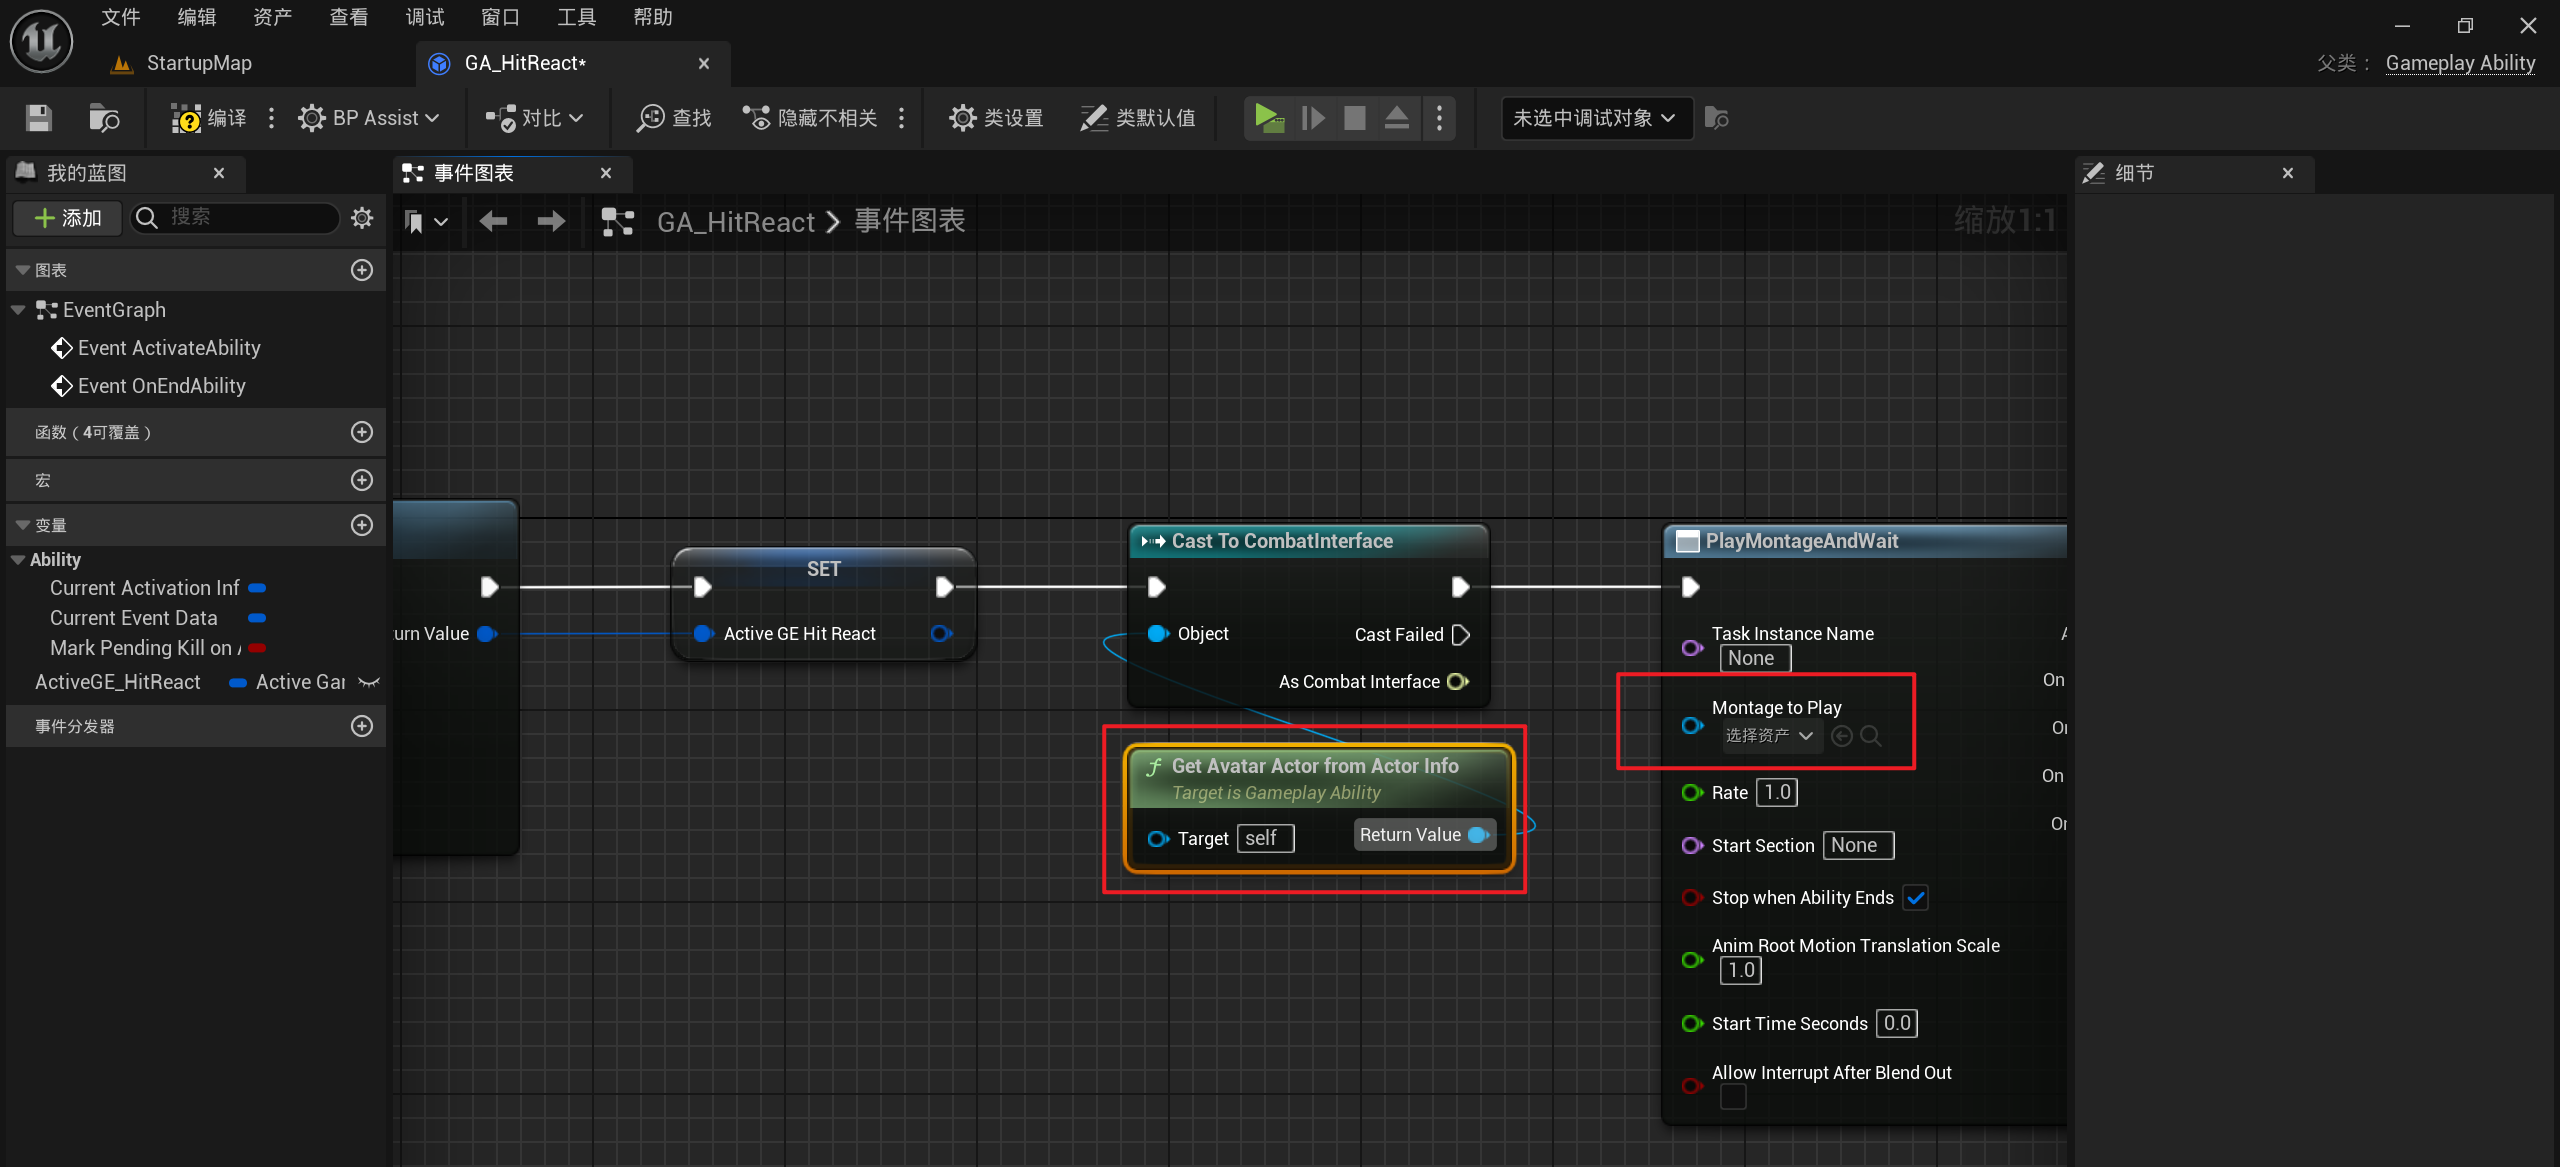 文件 编辑 资产 查看 调试 窗口 工具 帮助
StartupMap
GA_HitReact*
父类： Gameplay Ability
编译
BP Assist
对比
查找
隐藏不相关
类设置
类默认值
未选中调试对象
我的蓝图
事件图表
细节
添加
搜索
GA_HitReact
事件图表
缩放1:1
图表
EventGraph
Event ActivateAbility
Event OnEndAbility
函数（4可覆盖）
宏
变量
Ability
Current Activation Inf
Current Event Data
Mark Pending Kill on
ActiveGE_HitReact
Active Gar
事件分发器
urn Value
SET
Active GE Hit React
Cast To CombatInterface
Object
Cast Failed
As Combat Interface
Get Avatar Actor from Actor Info
Target is Gameplay Ability
Target self
Return Value
PlayMontageAndWait
Task Instance Name
None
Montage to Play
选择资产
Rate 1.0
Start Section None
Stop when Ability Ends
Anim Root Motion Translation Scale
1.0
Start Time Seconds 0.0
Allow Interrupt After Blend Out
On
On